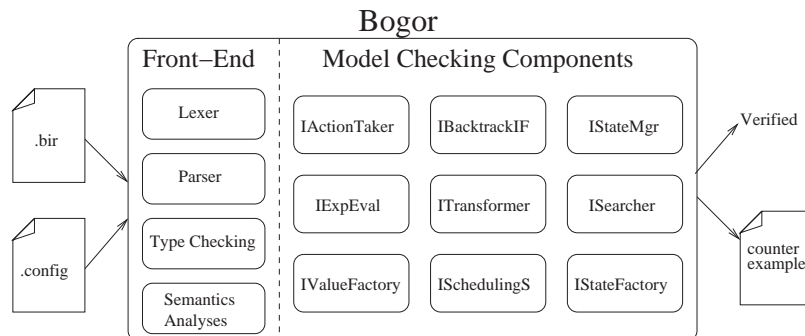 Bogor
Front–End
Model Checking Components
.bir
.config
Lexer
Parser
Type Checking
Semantics
Analyses
IActionTaker
IBacktrackIF
IStateMgr
IExpEval
ITransformer
ISearcher
IValueFactory
ISchedulingS
IStateFactory
Verified
counter
example